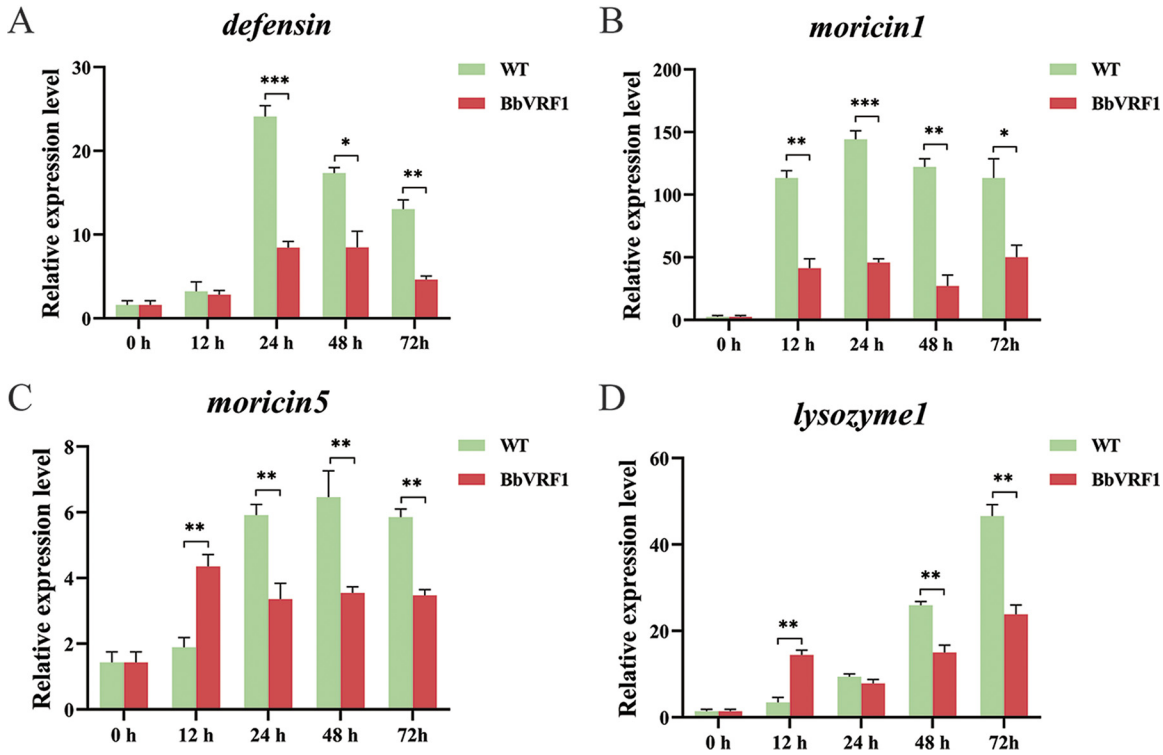 A
defensin
Relative expression level
30
20
10
0
***
*
**
0 h 12 h 24 h 48 h 72h
WT
BbVRF1
B
moricin1
Relative expression level
200
150
100
50
0
**
***
**
*
0 h 12 h 24 h 48 h 72h
WT
BbVRF1
C
moricin5
Relative expression level
8
6
4
2
0
**
**
**
**
0 h 12 h 24 h 48 h 72h
WT
BbVRF1
D
lysozyme1
Relative expression level
60
40
20
0
**
**
**
0 h 12 h 24 h 48 h 72h
WT
BbVRF1